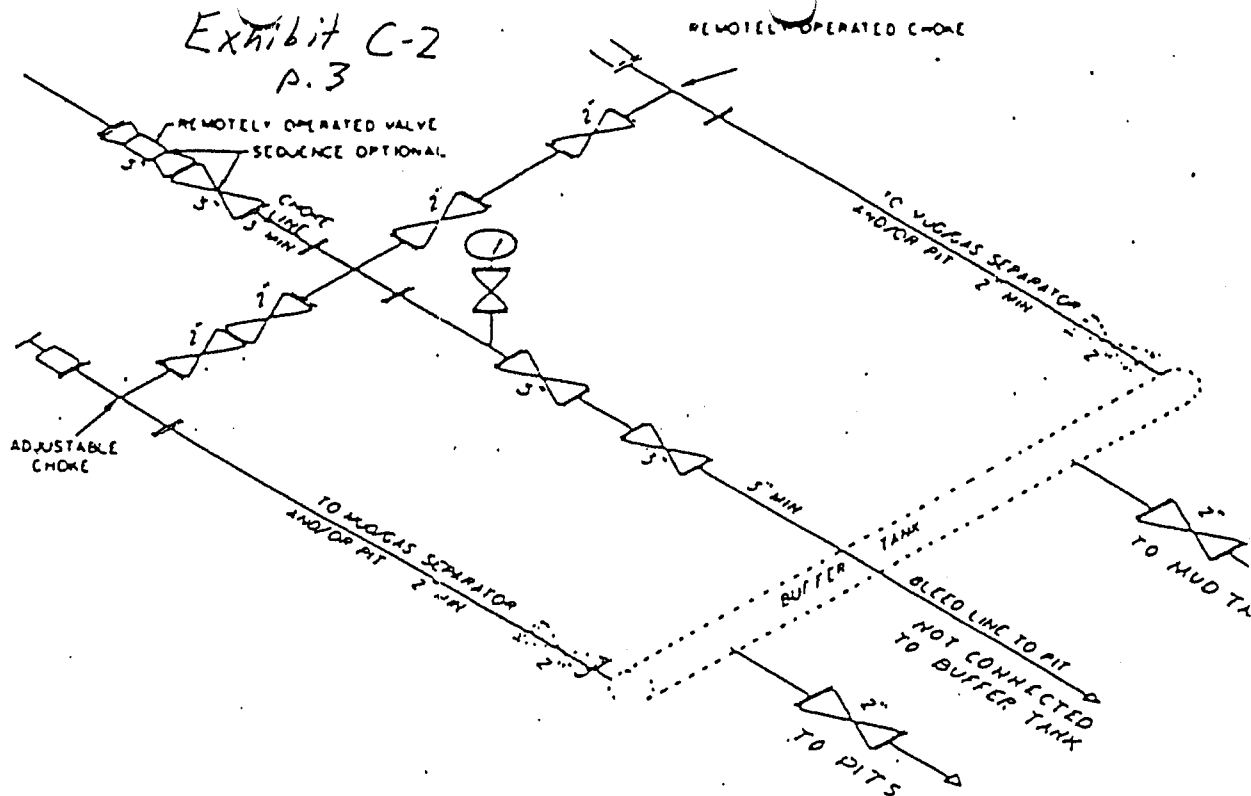 Exhibit C-2
p.3
REMOTELY OPERATED CHOKE
REMOTELY OPERATED VALVE
SEQUENCE OPTIONAL
3"
3"
CHOKE
LINE
3" MIN
2"
2"
2"
2"
TO MUD/GAS SEPARATOR
AND/OR PIT
2" MIN
2"
3"
3"
3" MIN
ADJUSTABLE
CHOKE
TO MUD/GAS SEPARATOR
AND/OR PIT
2" MIN
2"
BUFFER TANK
2"
TO MUD TA
BLEED LINE TO PIT
NOT CONNECTED
TO BUFFER TANK
2"
TO PITS